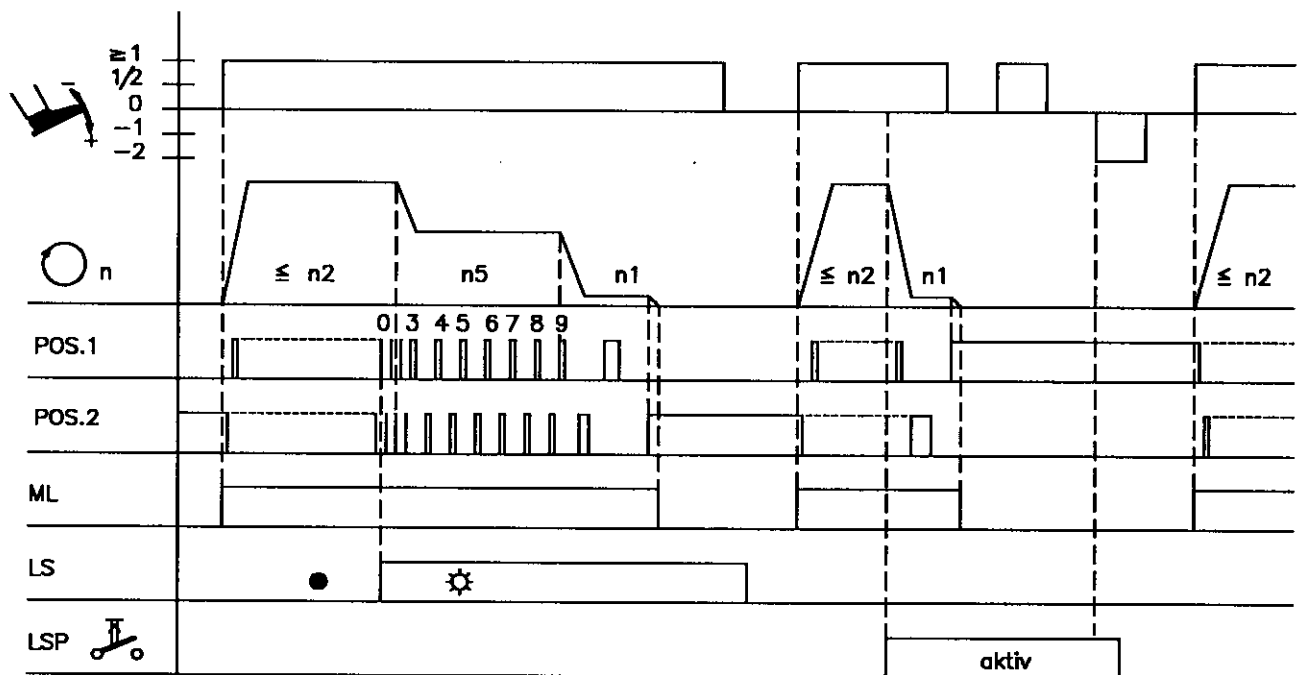 ≥1
1/2
0
-1
-2
- +
n ≤ n2 n5 n1 ≤ n2 n1 ≤ n2
0 3 4 5 6 7 8 9
POS.1
POS.2
ML
LS
LSP aktiv